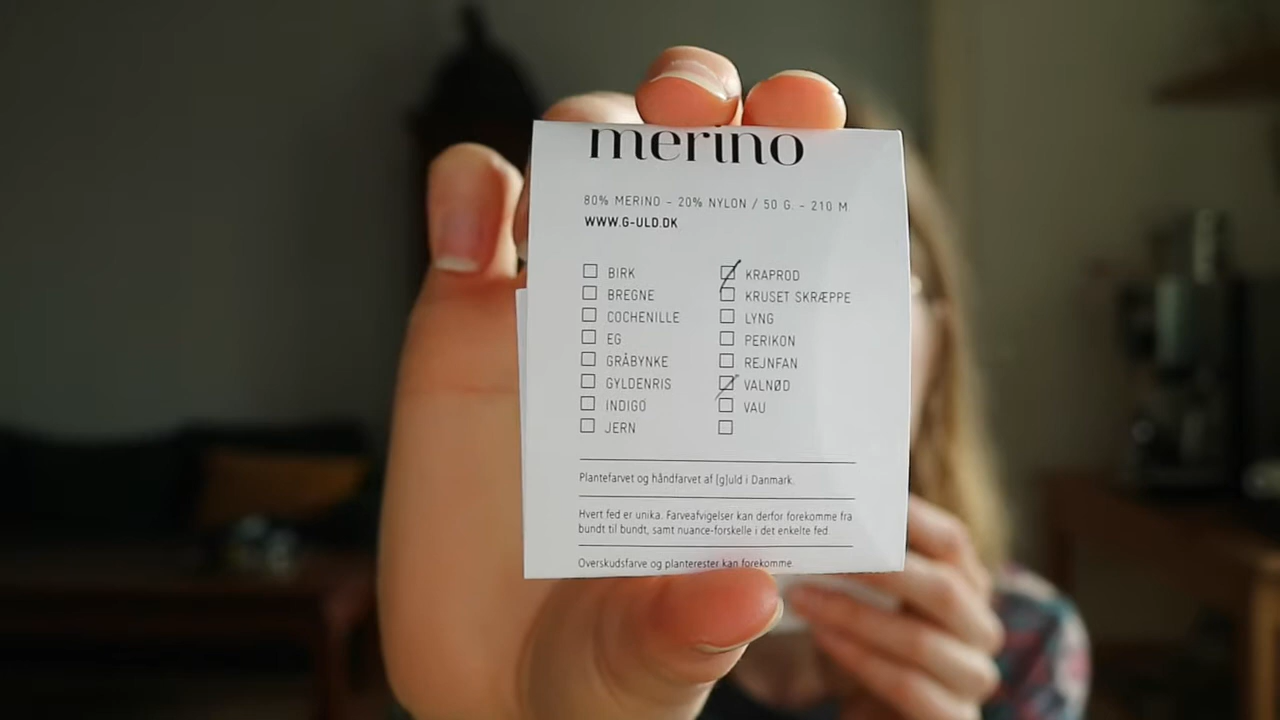 merino
80% MERINO – 20% NYLON / 50 G. – 210 M
WWW.G-ULD.DK
BIRK
BREGNE
COCHENILLE
EG
GRÅBYNKE
GYLDENRIS
INDIGO
JERN
KRAPROD
KRUSET SKRÆPPE
LYNG
PERIKON
REJNFAN
VALNØD
VAU
Plantefarvet og håndfarvet af [g]uld i Danmark.
Hvert fed er unika. Farveafvigelser kan derfor forekomme fra
bundt til bundt, samt nuance-forskelle i det enkelte fed.
Overskudsfarve og planterester kan forekomme.